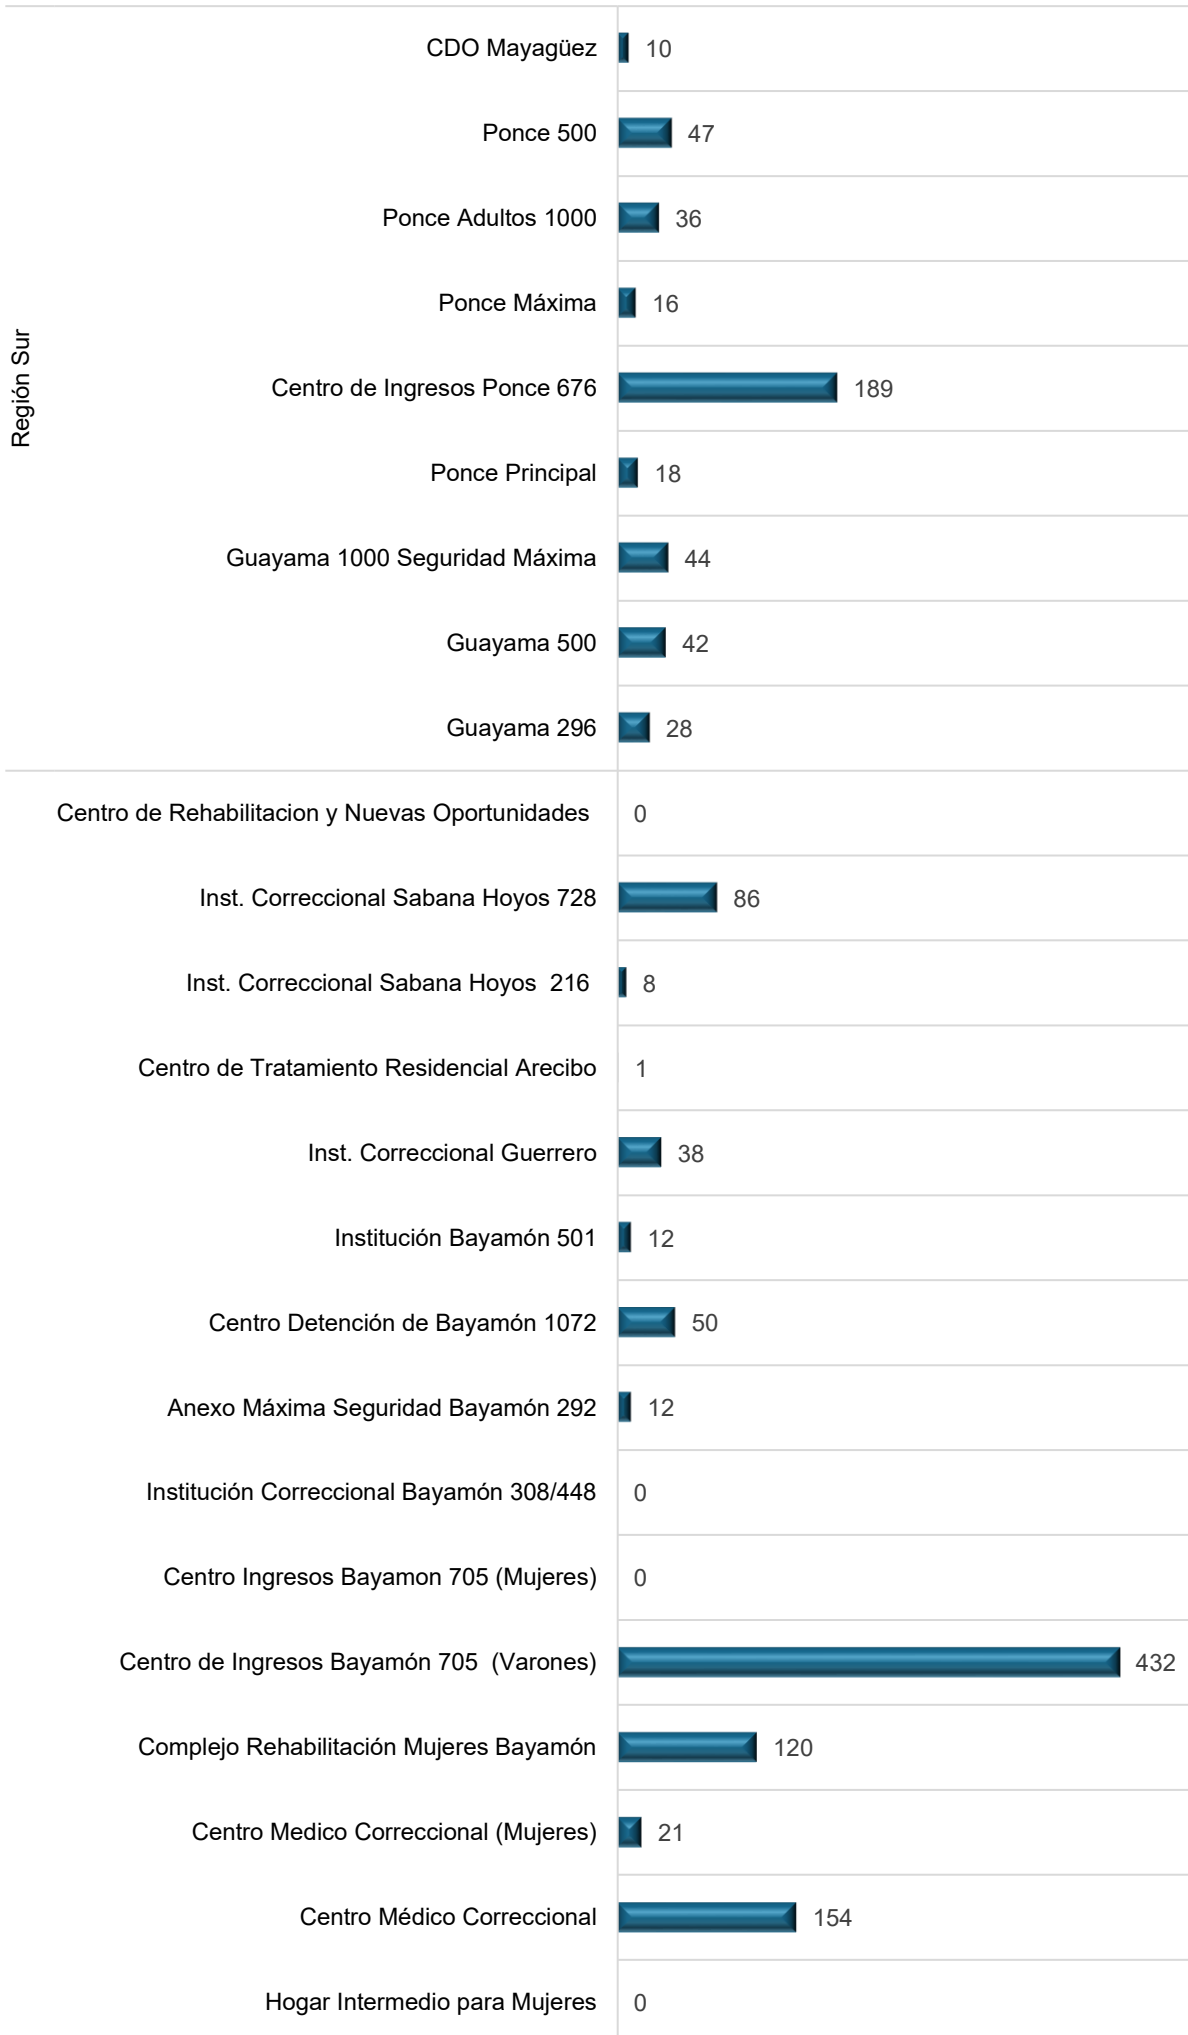 Región Sur
CDO Mayagüez 10
Ponce 500 47
Ponce Adultos 1000 36
Ponce Máxima 16
Centro de Ingresos Ponce 676 189
Ponce Principal 18
Guayama 1000 Seguridad Máxima 44
Guayama 500 42
Guayama 296 28
Centro de Rehabilitacion y Nuevas Oportunidades 0
Inst. Correccional Sabana Hoyos 728 86
Inst. Correccional Sabana Hoyos  216 8
Centro de Tratamiento Residencial Arecibo 1
Inst. Correccional Guerrero 38
Institución Bayamón 501 12
Centro Detención de Bayamón 1072 50
Anexo Máxima Seguridad Bayamón 292 12
Institución Correccional Bayamón 308/448 0
Centro Ingresos Bayamon 705 (Mujeres) 0
Centro de Ingresos Bayamón 705  (Varones) 432
Complejo Rehabilitación Mujeres Bayamón 120
Centro Medico Correccional (Mujeres) 21
Centro Médico Correccional 154
Hogar Intermedio para Mujeres 0